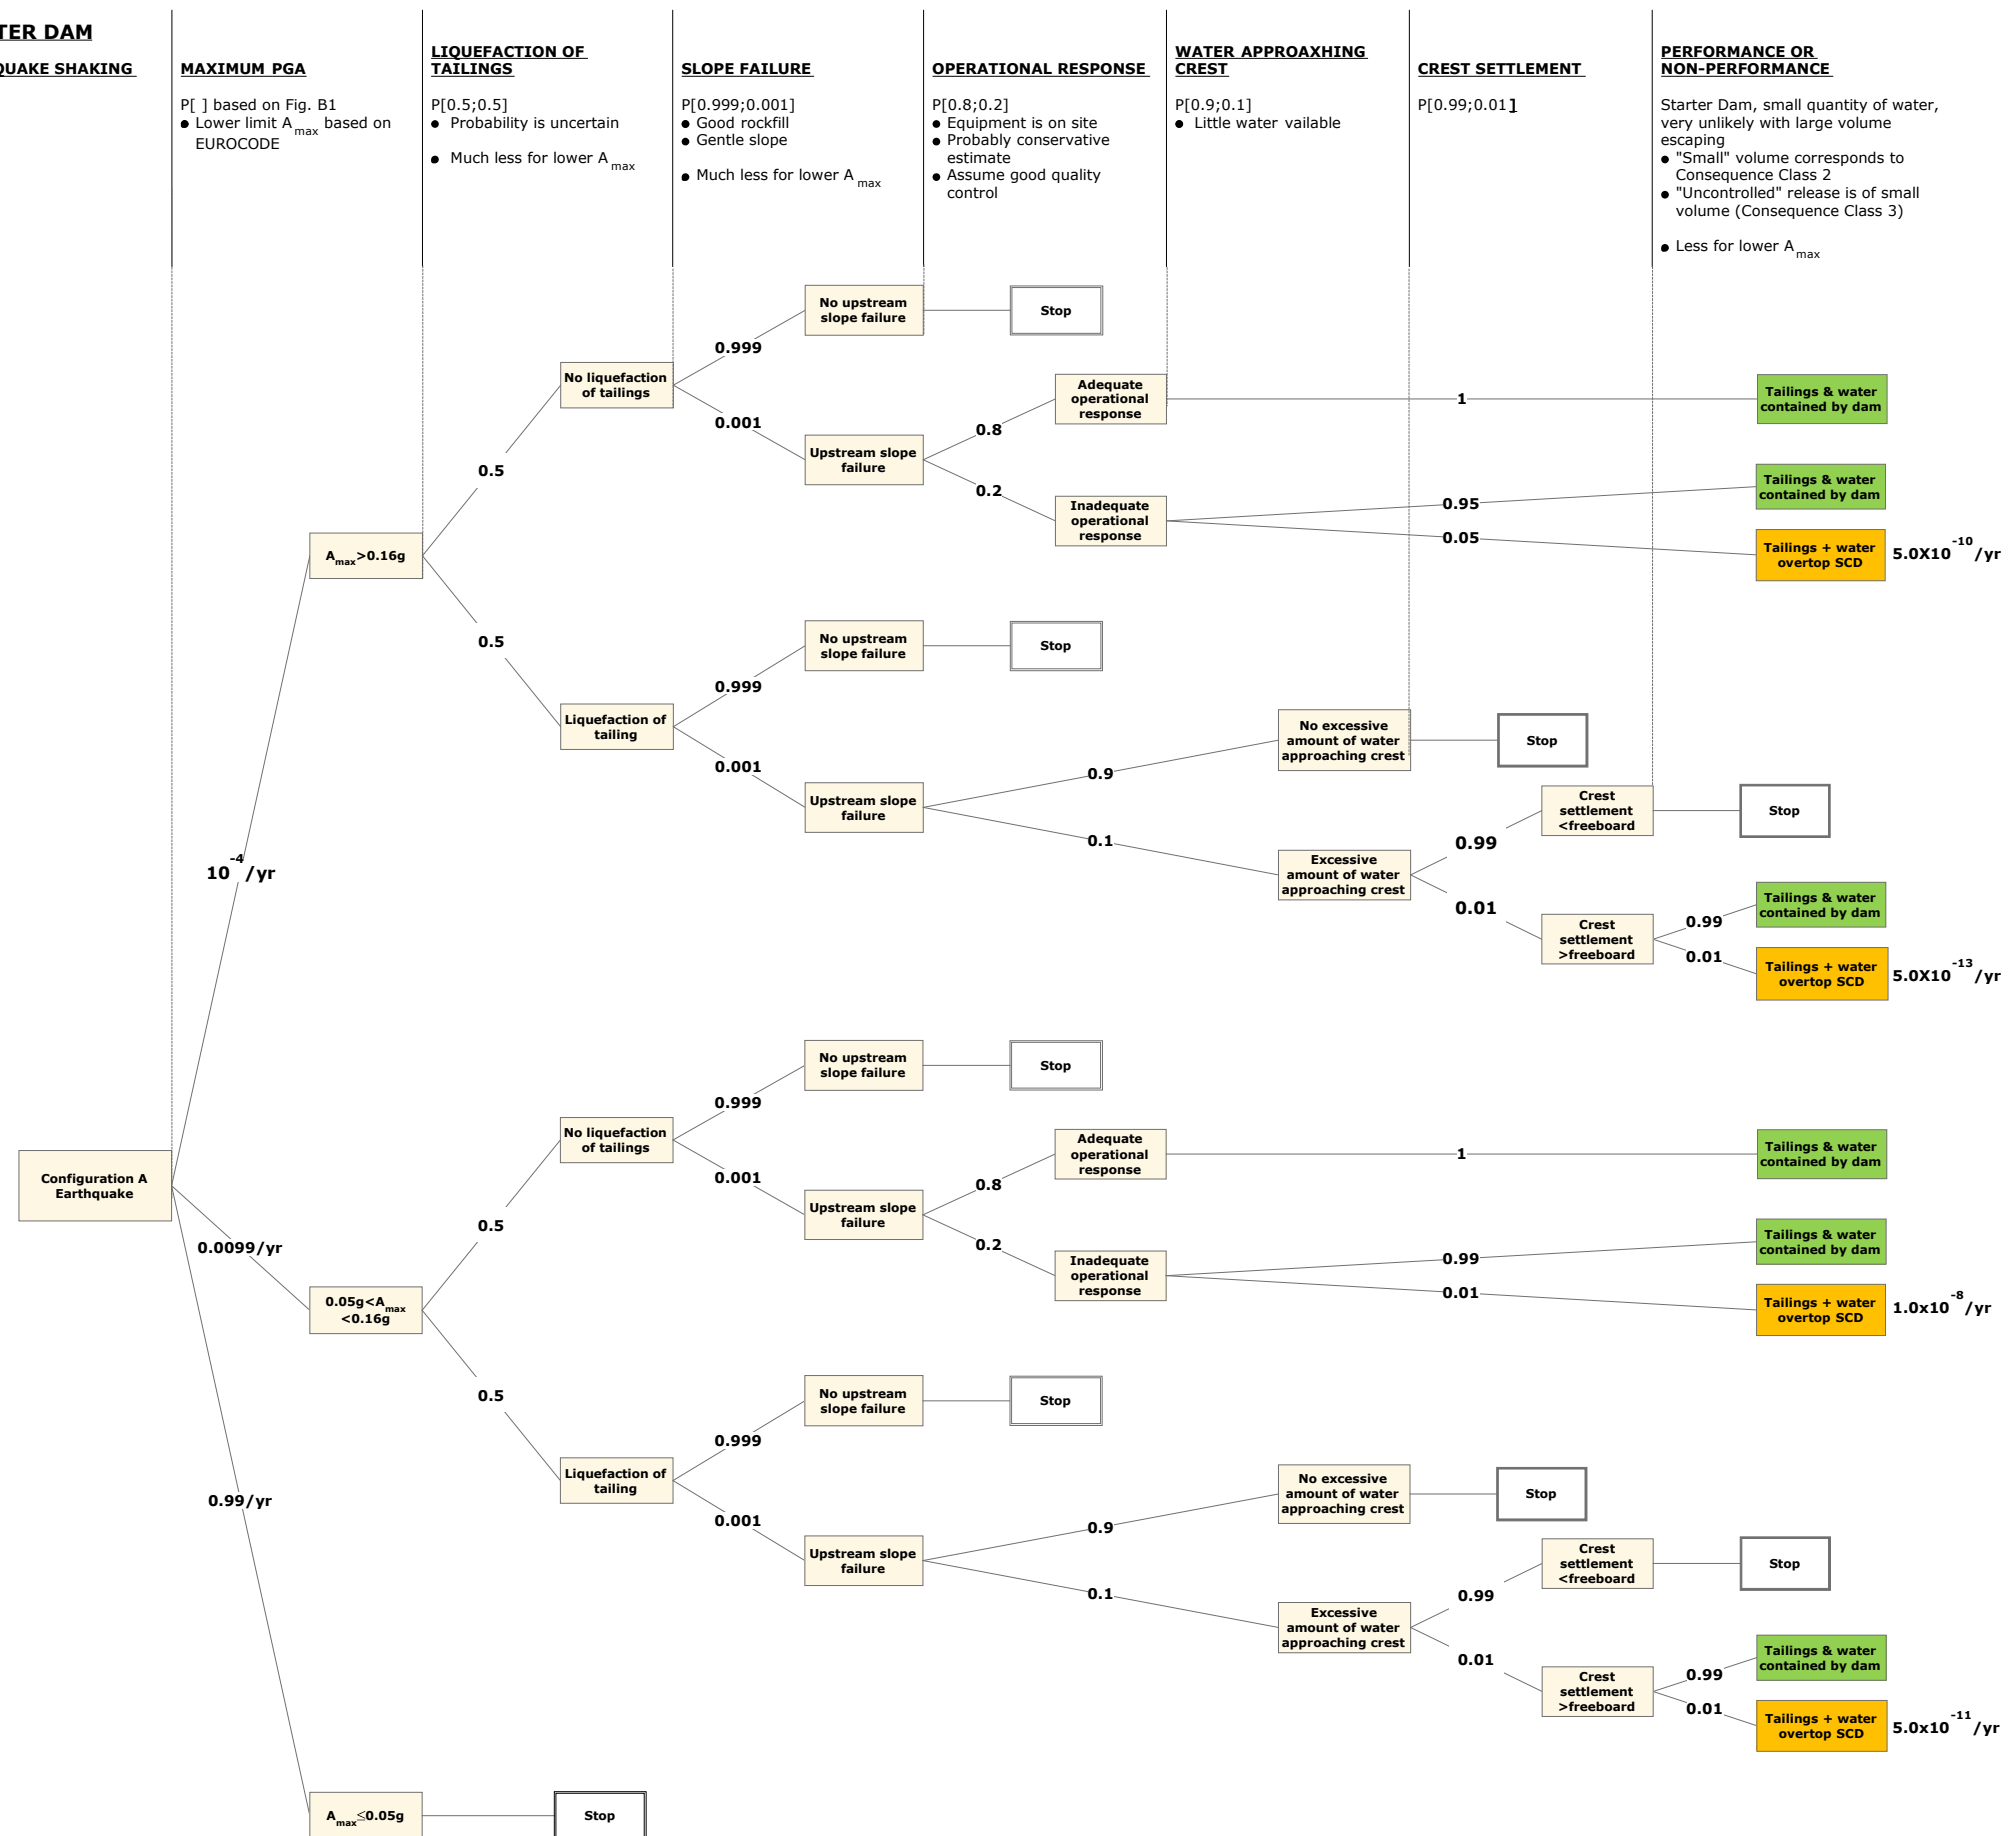 TER DAM
QUAKE SHAKING
MAXIMUM PGA
P[ ] based on Fig. B1
● Lower limit A max based on
EUROCODE
LIQUEFACTION OF
TAILINGS
P[0.5;0.5]
● Probability is uncertain
● Much less for lower A max
SLOPE FAILURE
P[0.999;0.001]
● Good rockfill
● Gentle slope
● Much less for lower A max
OPERATIONAL RESPONSE
P[0.8;0.2]
● Equipment is on site
● Probably conservative
estimate
● Assume good quality
control
WATER APPROAXHING
CREST
P[0.9;0.1]
● Little water vailable
CREST SETTLEMENT
P[0.99;0.01]
PERFORMANCE OR
NON-PERFORMANCE
Starter Dam, small quantity of water,
very unlikely with large volume
escaping
● "Small" volume corresponds to
Consequence Class 2
● "Uncontrolled" release is of small
volume (Consequence Class 3)
● Less for lower A max
No upstream
slope failure
Stop
0.999
No liquefaction
of tailings
0.001
Adequate
operational
response
1
Tailings & water
contained by dam
0.8
Upstream slope
failure
0.5
0.2
Inadequate
operational
response
0.95
Tailings & water
contained by dam
0.05
Tailings + water
overtop SCD
5.0X10-10/yr
Amax>0.16g
No upstream
slope failure
Stop
0.5
0.999
Liquefaction of
tailing
0.001
No excessive
amount of water
approaching crest
Stop
0.9
Upstream slope
failure
0.1
Crest
settlement
<freeboard
Stop
0.99
Excessive
amount of water
approaching crest
0.01
Tailings & water
contained by dam
0.99
Crest
settlement
>freeboard
0.01
Tailings + water
overtop SCD
5.0X10-13/yr
10-4/yr
No upstream
slope failure
Stop
0.999
No liquefaction
of tailings
0.001
Adequate
operational
response
1
Tailings & water
contained by dam
Configuration A
Earthquake
0.8
Upstream slope
failure
0.5
0.2
Inadequate
operational
response
0.99
Tailings & water
contained by dam
0.01
Tailings + water
overtop SCD
1.0x10-8/yr
0.0099/yr
0.05g<Amax
<0.16g
No upstream
slope failure
Stop
0.5
0.999
Liquefaction of
tailing
0.001
No excessive
amount of water
approaching crest
Stop
0.9
Upstream slope
failure
0.1
Crest
settlement
<freeboard
Stop
0.99
Excessive
amount of water
approaching crest
0.01
Tailings & water
contained by dam
0.99
Crest
settlement
>freeboard
0.01
Tailings + water
overtop SCD
5.0x10-11/yr
0.99/yr
Amax≤0.05g
Stop